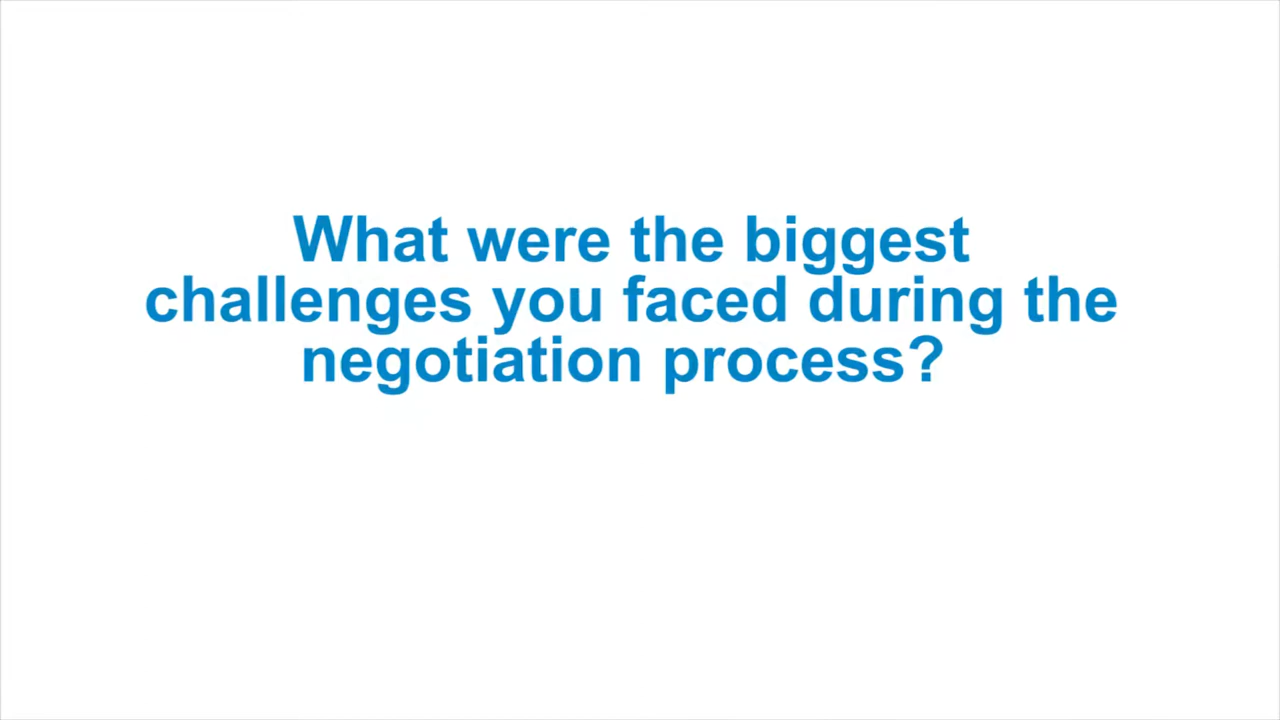 What were the biggest
challenges you faced during the
negotiation process?